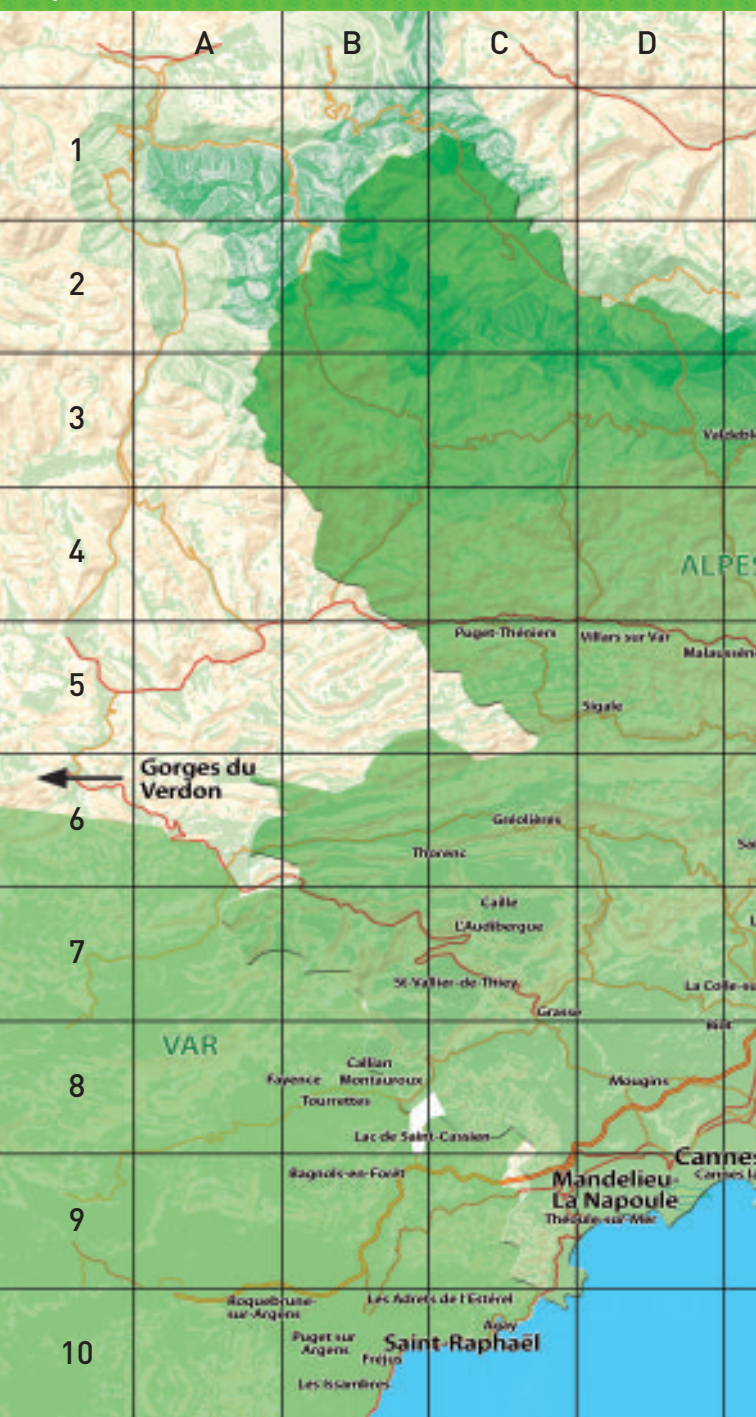 A B C D
1
2
3
4
ALPES
5
Puget-Théniers
Villars sur Var
Sigale
Gorges du
Verdon
6
Gréolières
Thorenc
Caille
L'Audibergue
7
St-Vallier-de-Thiey
La Colle-su
Grasse
Biot
VAR
8
Callian
Fayence Montauroux
Mougins
Tourrettes
Lac de Saint-Cassien
Cannes
Bagnols-en-Forêt
Mandelieu-
La Napoule
Théoule-sur-Mer
9
Roquebrune-
sur-Argens
Les Adrets de l'Estérel
Agay
Puget sur
Argens
Saint-Raphaël
10
Fréjus
Les Issambres